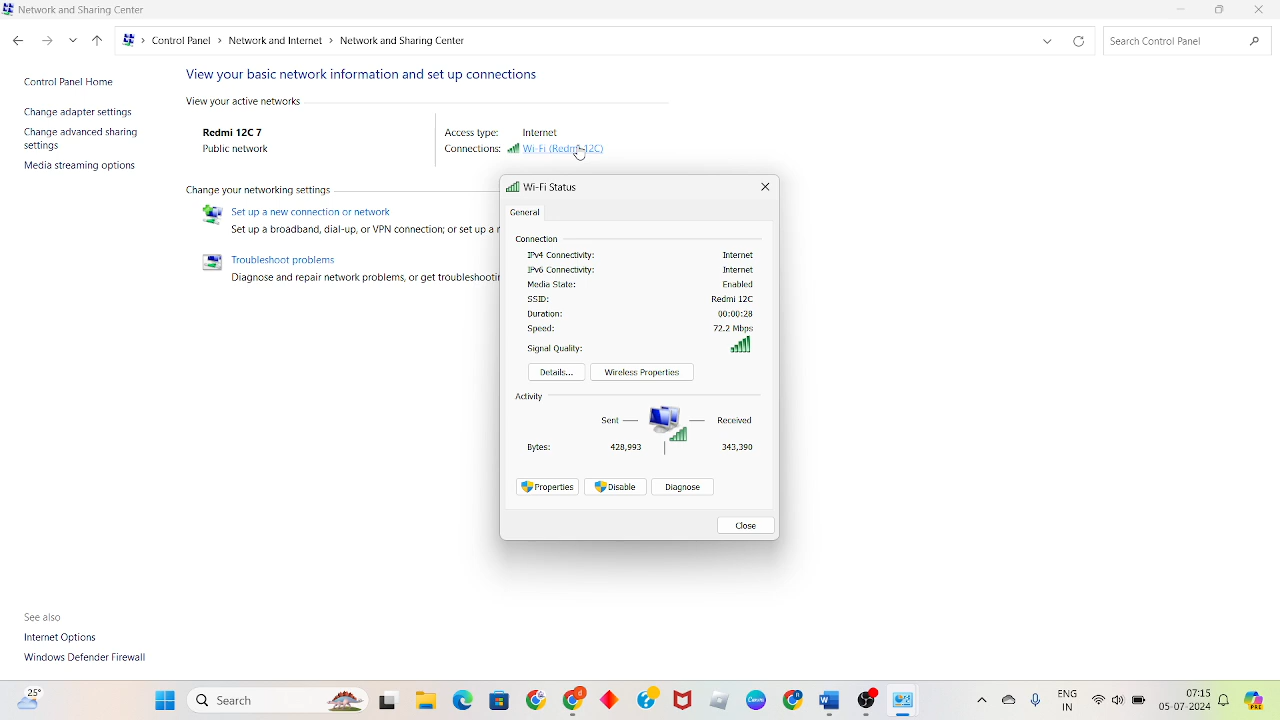 Network and Sharing Center
Control Panel > Network and Internet > Network and Sharing Center
Search Control Panel
Control Panel Home
Change adapter settings
Change advanced sharing
settings
Media streaming options
View your basic network information and set up connections
View your active networks
Redmi 12C 7
Public network
Access type: Internet
Connections: Wi-Fi (Redmi 12C)
Change your networking settings
Set up a new connection or network
Set up a broadband, dial-up, or VPN connection; or set up a
Troubleshoot problems
Diagnose and repair network problems, or get
Wi-Fi Status
General
Connection
IPv4 Connectivity: Internet
IPv6 Connectivity: Internet
Media State: Enabled
SSID: Redmi 12C
Duration: 00:00:28
Speed: 72.2 Mbps
Signal Quality:
Details... Wireless Properties
Activity
Sent — — Received
Bytes: 428,993 343,390
Properties Disable Diagnose
Close
See also
Internet Options
Windows Defender Firewall
25°
Search
ENG
IN
07:15
05-07-2024